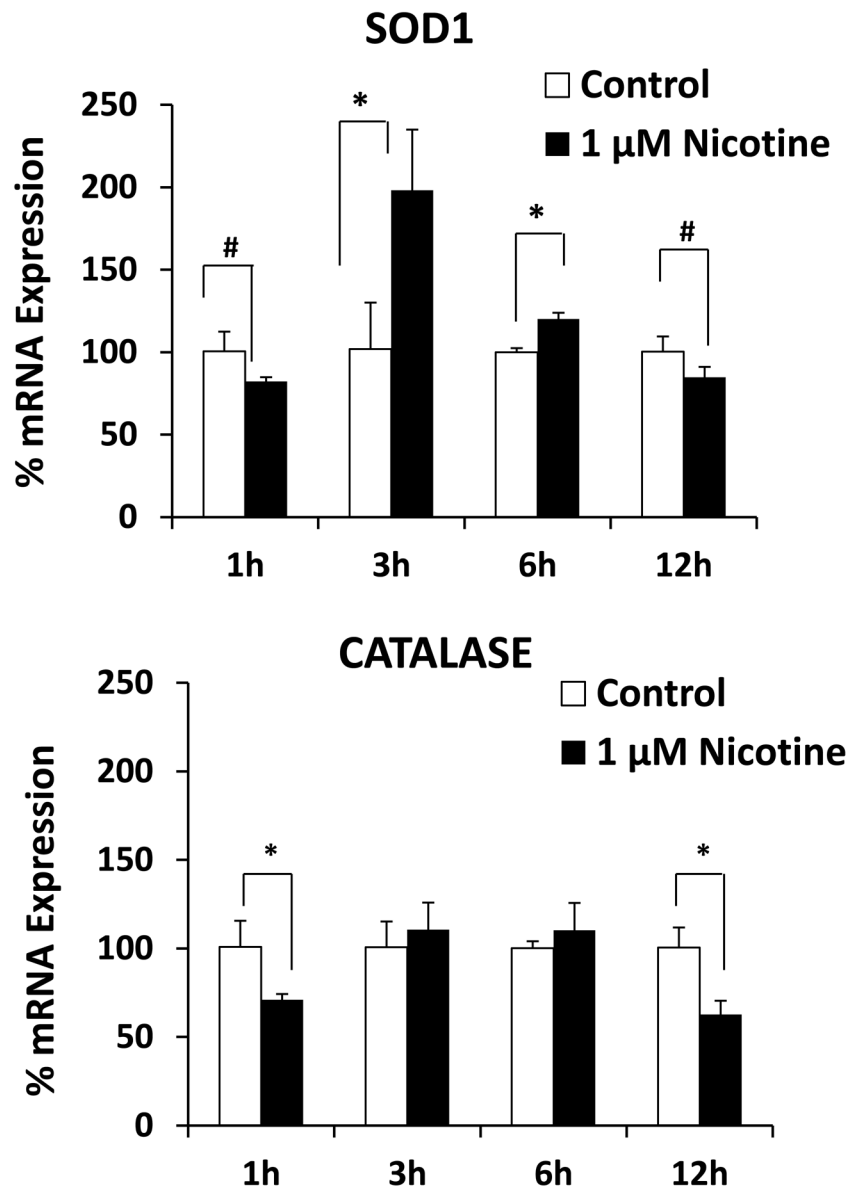 SOD1
Control
1 µM Nicotine
% mRNA Expression
250
200
150
100
50
0
*
*
#
#
1h 3h 6h 12h
CATALASE
Control
1 µM Nicotine
% mRNA Expression
250
200
150
100
50
0
* *
1h 3h 6h 12h